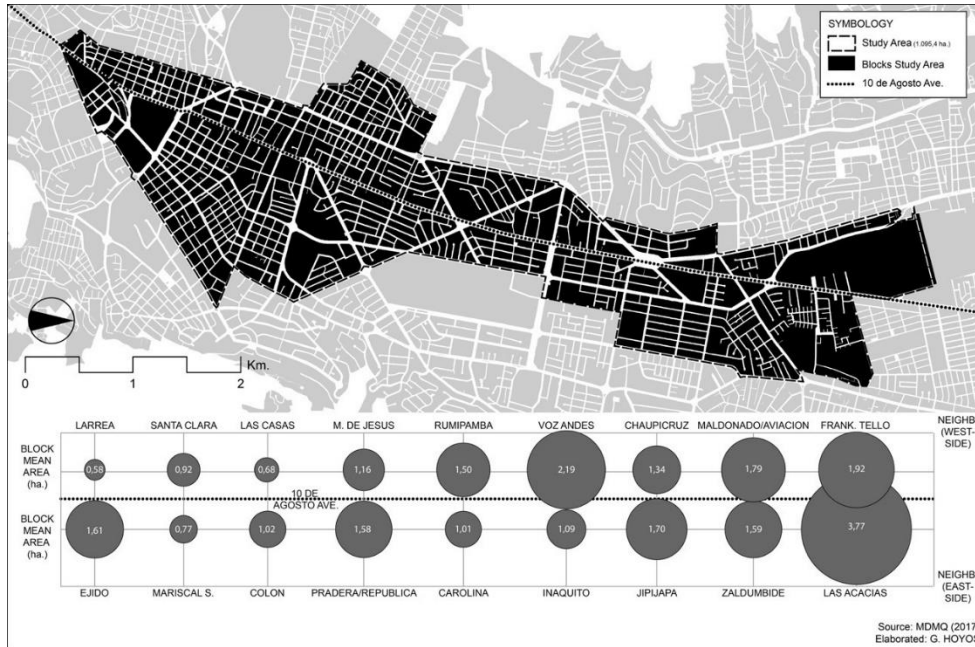 SYMBOLOGY
Study Area (1.095,4 ha.)
Blocks Study Area
10 de Agosto Ave.
0 1 2 Km.
LARREA SANTA CLARA LAS CASAS M. DE JESUS RUMIPAMBA VOZ ANDES CHAUPICRUZ MALDONADO/AVIACION FRANK. TELLO
NEIGHB
(WEST-
SIDE)
BLOCK
MEAN
AREA
(ha.)
0,58 0,92 0,68 1,16 1,50 2,19 1,34 1,79 1,92
10 DE
AGOSTO AVE.
BLOCK
MEAN
AREA
(ha.)
1,61 0,77 1,02 1,58 1,01 1,09 1,70 1,59 3,77
NEIGHB
(EAST-
SIDE)
EJIDO MARISCAL S. COLON PRADERA/REPUBLICA CAROLINA INAQUITO JIPIJAPA ZALDUMBIDE LAS ACACIAS
Source: MDMQ (2017
Elaborated: G. HOYOS